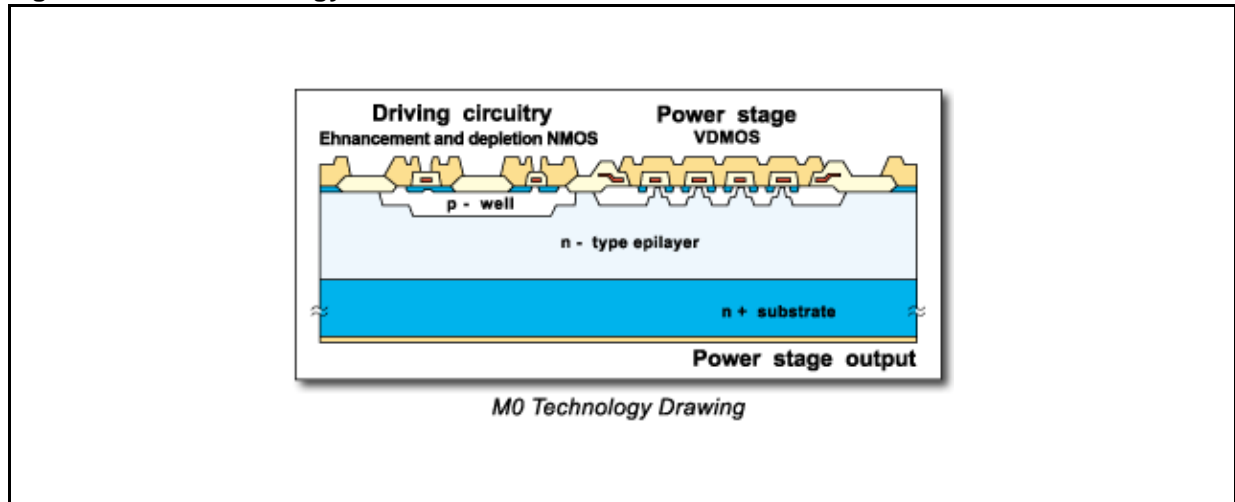 Driving circuitry
Ehnancement and depletion NMOS
Power stage
VDMOS
p - well
n - type epilayer
n + substrate
Power stage output
M0 Technology Drawing